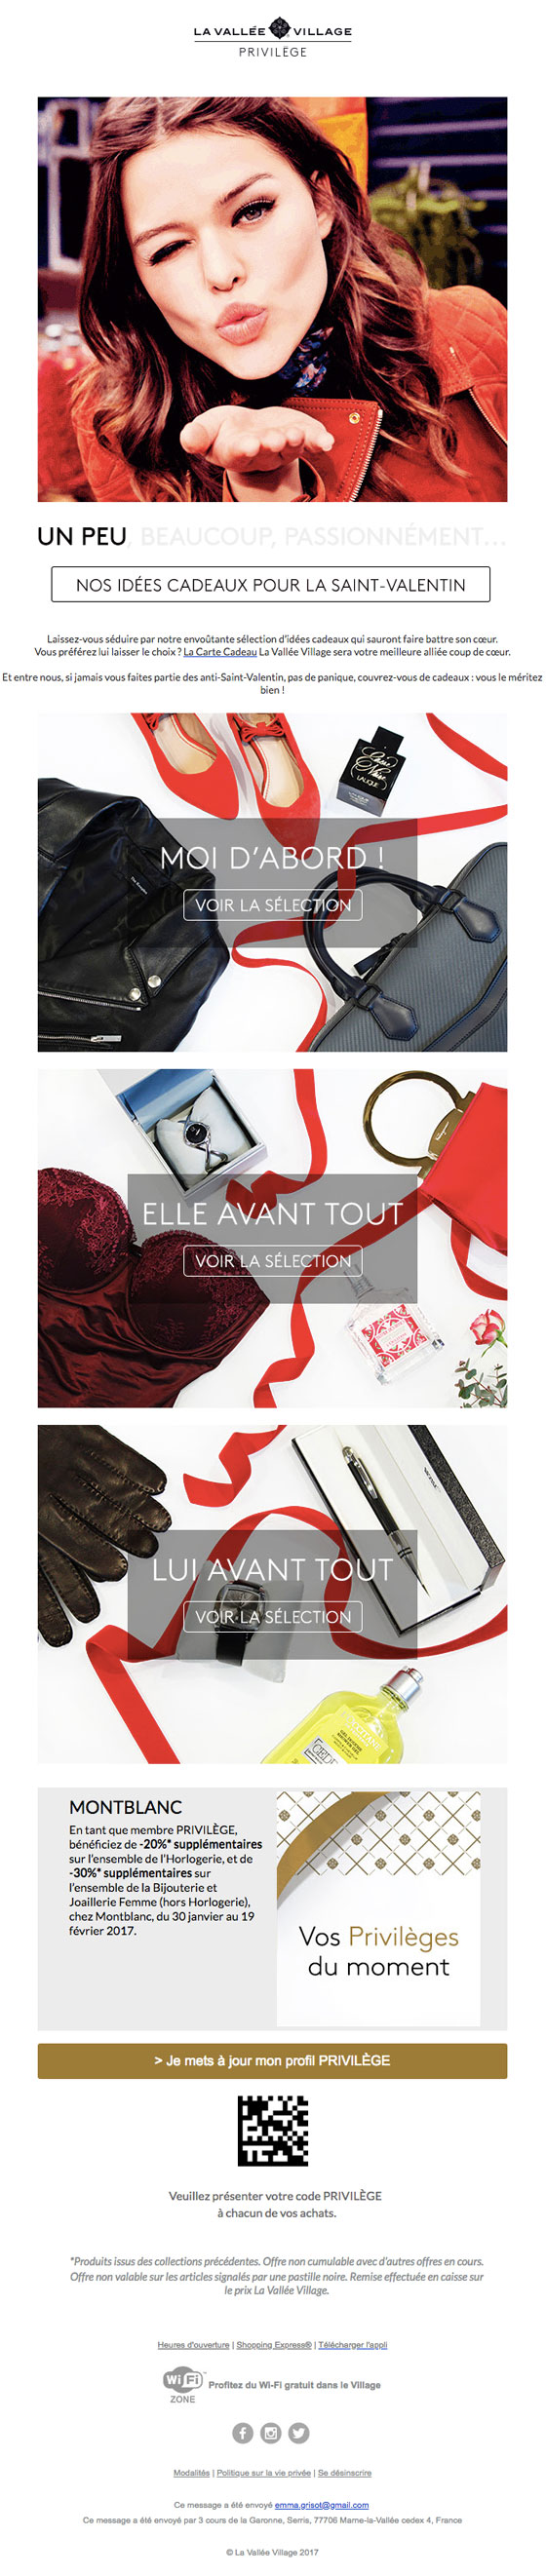 LA VALLÉE VILLAGE
PRIVILÈGE
UN PEU, BEAUCOUP, PASSIONNÉMENT...
NOS IDÉES CADEAUX POUR LA SAINT-VALENTIN
Laissez-vous séduire par notre envoûtante sélection d'idées cadeaux qui sauront faire battre son cœur.
Vous préférez lui laisser le choix ? La Carte Cadeau La Vallée Village sera votre meilleure alliée coup de cœur.
Et entre nous, si jamais vous faites partie des anti-Saint-Valentin, pas de panique, couvrez-vous de cadeaux : vous le méritez
bien !
LALIQUE
MOI D'ABORD !
VOIR LA SÉLECTION
ELLE AVANT TOUT
VOIR LA SÉLECTION
LUI AVANT TOUT
VOIR LA SÉLECTION
L'OCCITANE
MONTBLANC
En tant que membre PRIVILÈGE,
bénéficiez de -20%* supplémentaires
sur l'ensemble de l'Horlogerie, et de
-30%* supplémentaires sur
l'ensemble de la Bijouterie et
Joaillerie Femme (hors Horlogerie),
chez Montblanc, du 30 janvier au 19
février 2017.
Vos Privilèges
du moment
> Je mets à jour mon profil PRIVILÈGE
Veuillez présenter votre code PRIVILÈGE
à chacun de vos achats.
*Produits issus des collections précédentes. Offre non cumulable avec d'autres offres en cours.
Offre non valable sur les articles signalés par une pastille noire. Remise effectuée en caisse sur
le prix La Vallée Village.
Heures d'ouverture | Shopping Express® | Télécharger l'appli
Wi Fi
ZONE
Profitez du Wi-Fi gratuit dans le Village
Modalités | Politique sur la vie privée | Se désinscrire
Ce message a été envoyé emma.grisot@gmail.com
Ce message a été envoyé par 3 cours de la Garonne, Serris, 77706 Marne-la-Vallée cedex 4, France
© La Vallée Village 2017